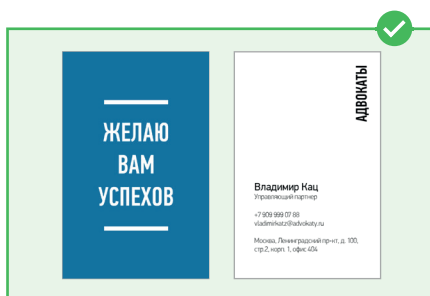 ЖЕЛАЮ
ВАМ
УСПЕХОВ
АДВОКАТЫ
Владимир Кац
Управляющий партнер
+7 909 999 07 88
vladimirkatz@advokaty.ru
Москва, Ленинградский пр-нт, д. 100,
стр.2, корп. 1, офис 404